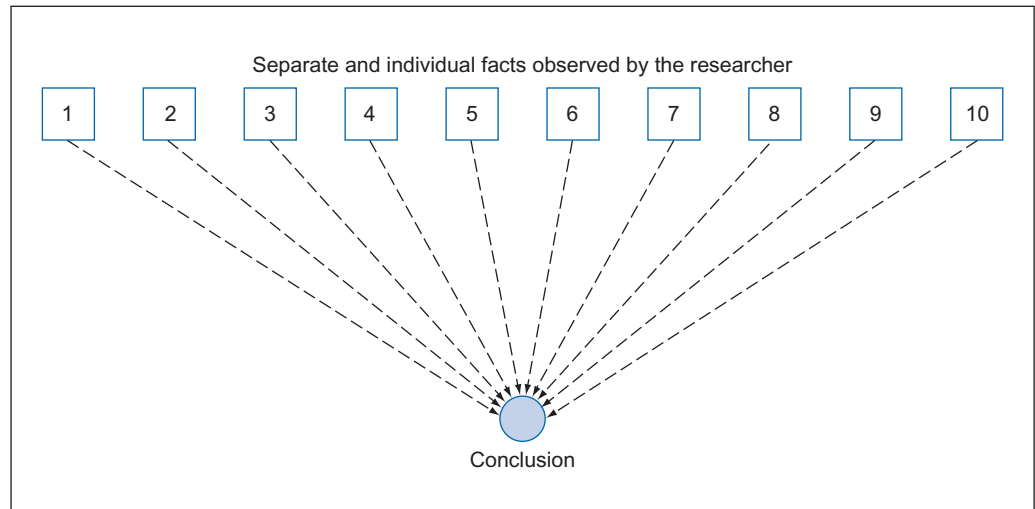 Separate and individual facts observed by the researcher
1 2 3 4 5 6 7 8 9 10
Conclusion